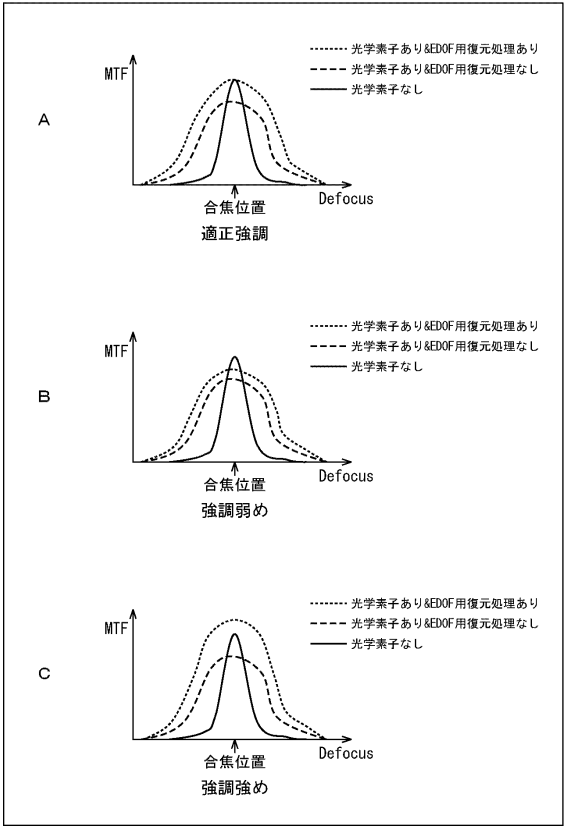 光学素子あり&EDOF用復元処理あり
光学素子あり&EDOF用復元処理なし
光学素子なし
MTF
A
Defocus
合焦位置
適正強調
光学素子あり&EDOF用復元処理あり
光学素子あり&EDOF用復元処理なし
光学素子なし
MTF
B
Defocus
合焦位置
強調弱め
光学素子あり&EDOF用復元処理あり
光学素子あり&EDOF用復元処理なし
光学素子なし
MTF
C
Defocus
合焦位置
強調強め